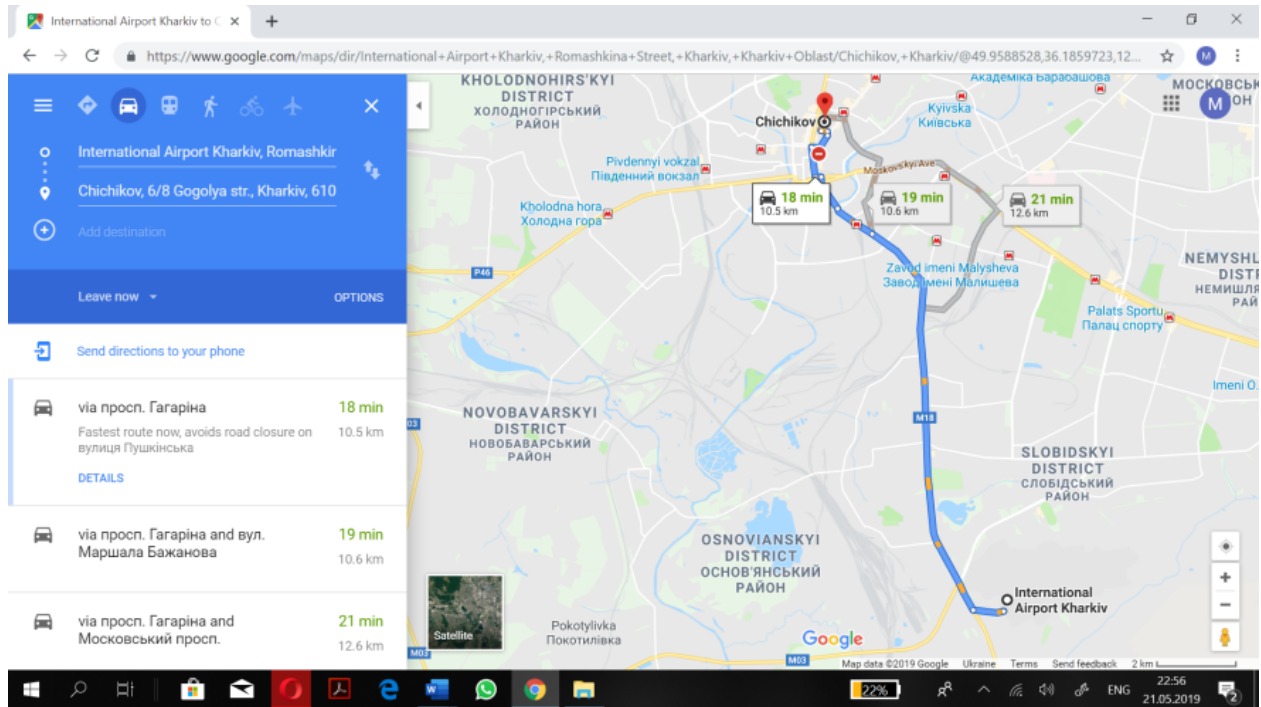 International Airport Kharkiv to C
https://www.google.com/maps/dir/International+Airport+Kharkiv,+Romashkina+Street,+Kharkiv,+Kharkiv+Oblast/Chichikov,+Kharkiv/@49.9588528,36.1859723,12...
M
International Airport Kharkiv, Romashkir
Chichikov, 6/8 Gogolya str., Kharkiv, 610
Add destination
Leave now
OPTIONS
Send directions to your phone
via просп. Гагаріна
18 min
Fastest route now, avoids road closure on
10.5 km
вулиця Пушкінська
DETAILS
via просп. Гагаріна and вул.
19 min
Маршала Бажанова
10.6 km
via просп. Гагаріна and
21 min
Московський просп.
12.6 km
KHOLODNOHIRS'KYI
DISTRICT
ХОЛОДНОГІРСЬКИЙ
РАЙОН
Академіка Барабашова
МОСКОВСЬК
M
ОН
Chichikov
Kyivska
Київська
Pivdennyi vokzal
Південний вокзал
Moskovs'kyi Ave
18 min
10.5 km
19 min
10.6 km
21 min
12.6 km
Kholodna hora
Холодна гора
P46
Zavod imeni Malysheva
Завод імені Малишева
NEMYSHL
DISTR
НЕМИШЛЯ
РАЙ
Palats Sportu
Палац спорту
Imeni O.
NOVOBAVARSKYI
DISTRICT
НОВОБАВАРСЬКИЙ
РАЙОН
03
M18
SLOBIDSKYI
DISTRICT
СЛОБІДСЬКИЙ
РАЙОН
OSNOVIANSKYI
DISTRICT
ОСНОВ'ЯНСЬКИЙ
РАЙОН
International
Airport Kharkiv
Satellite
Pokotylivka
Покотилівка
M03
Google
M03
Map data ©2019 Google
Ukraine
Terms
Send feedback
2 km
22%
ENG
22:56
21.05.2019
2